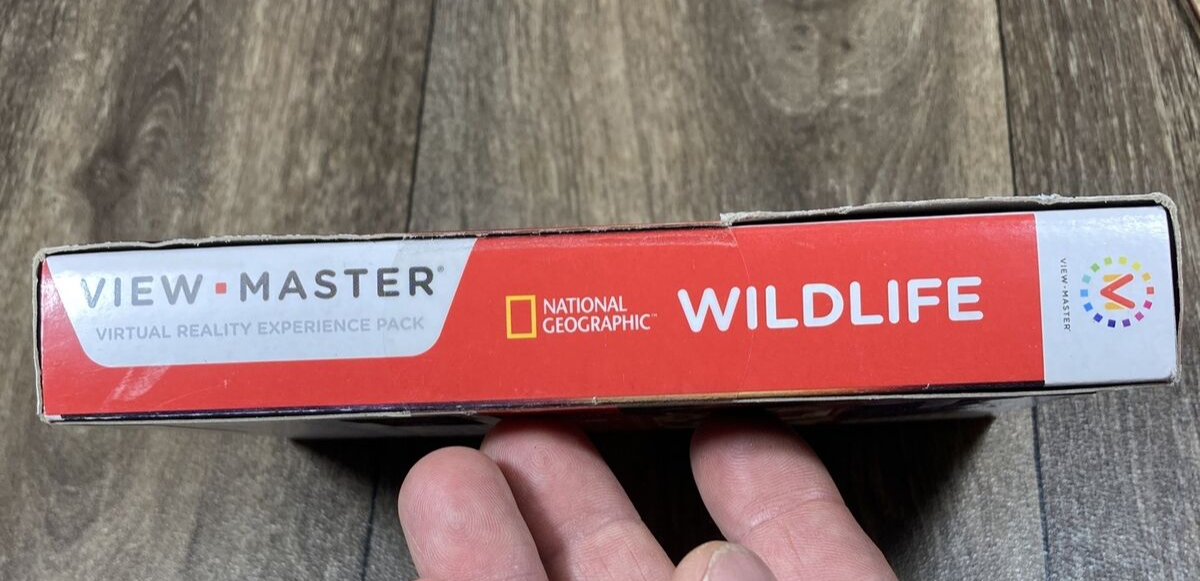 VIEW·MASTER®
VIRTUAL REALITY EXPERIENCE PACK
NATIONAL
GEOGRAPHIC™
WILDLIFE
VIEW·MASTER®